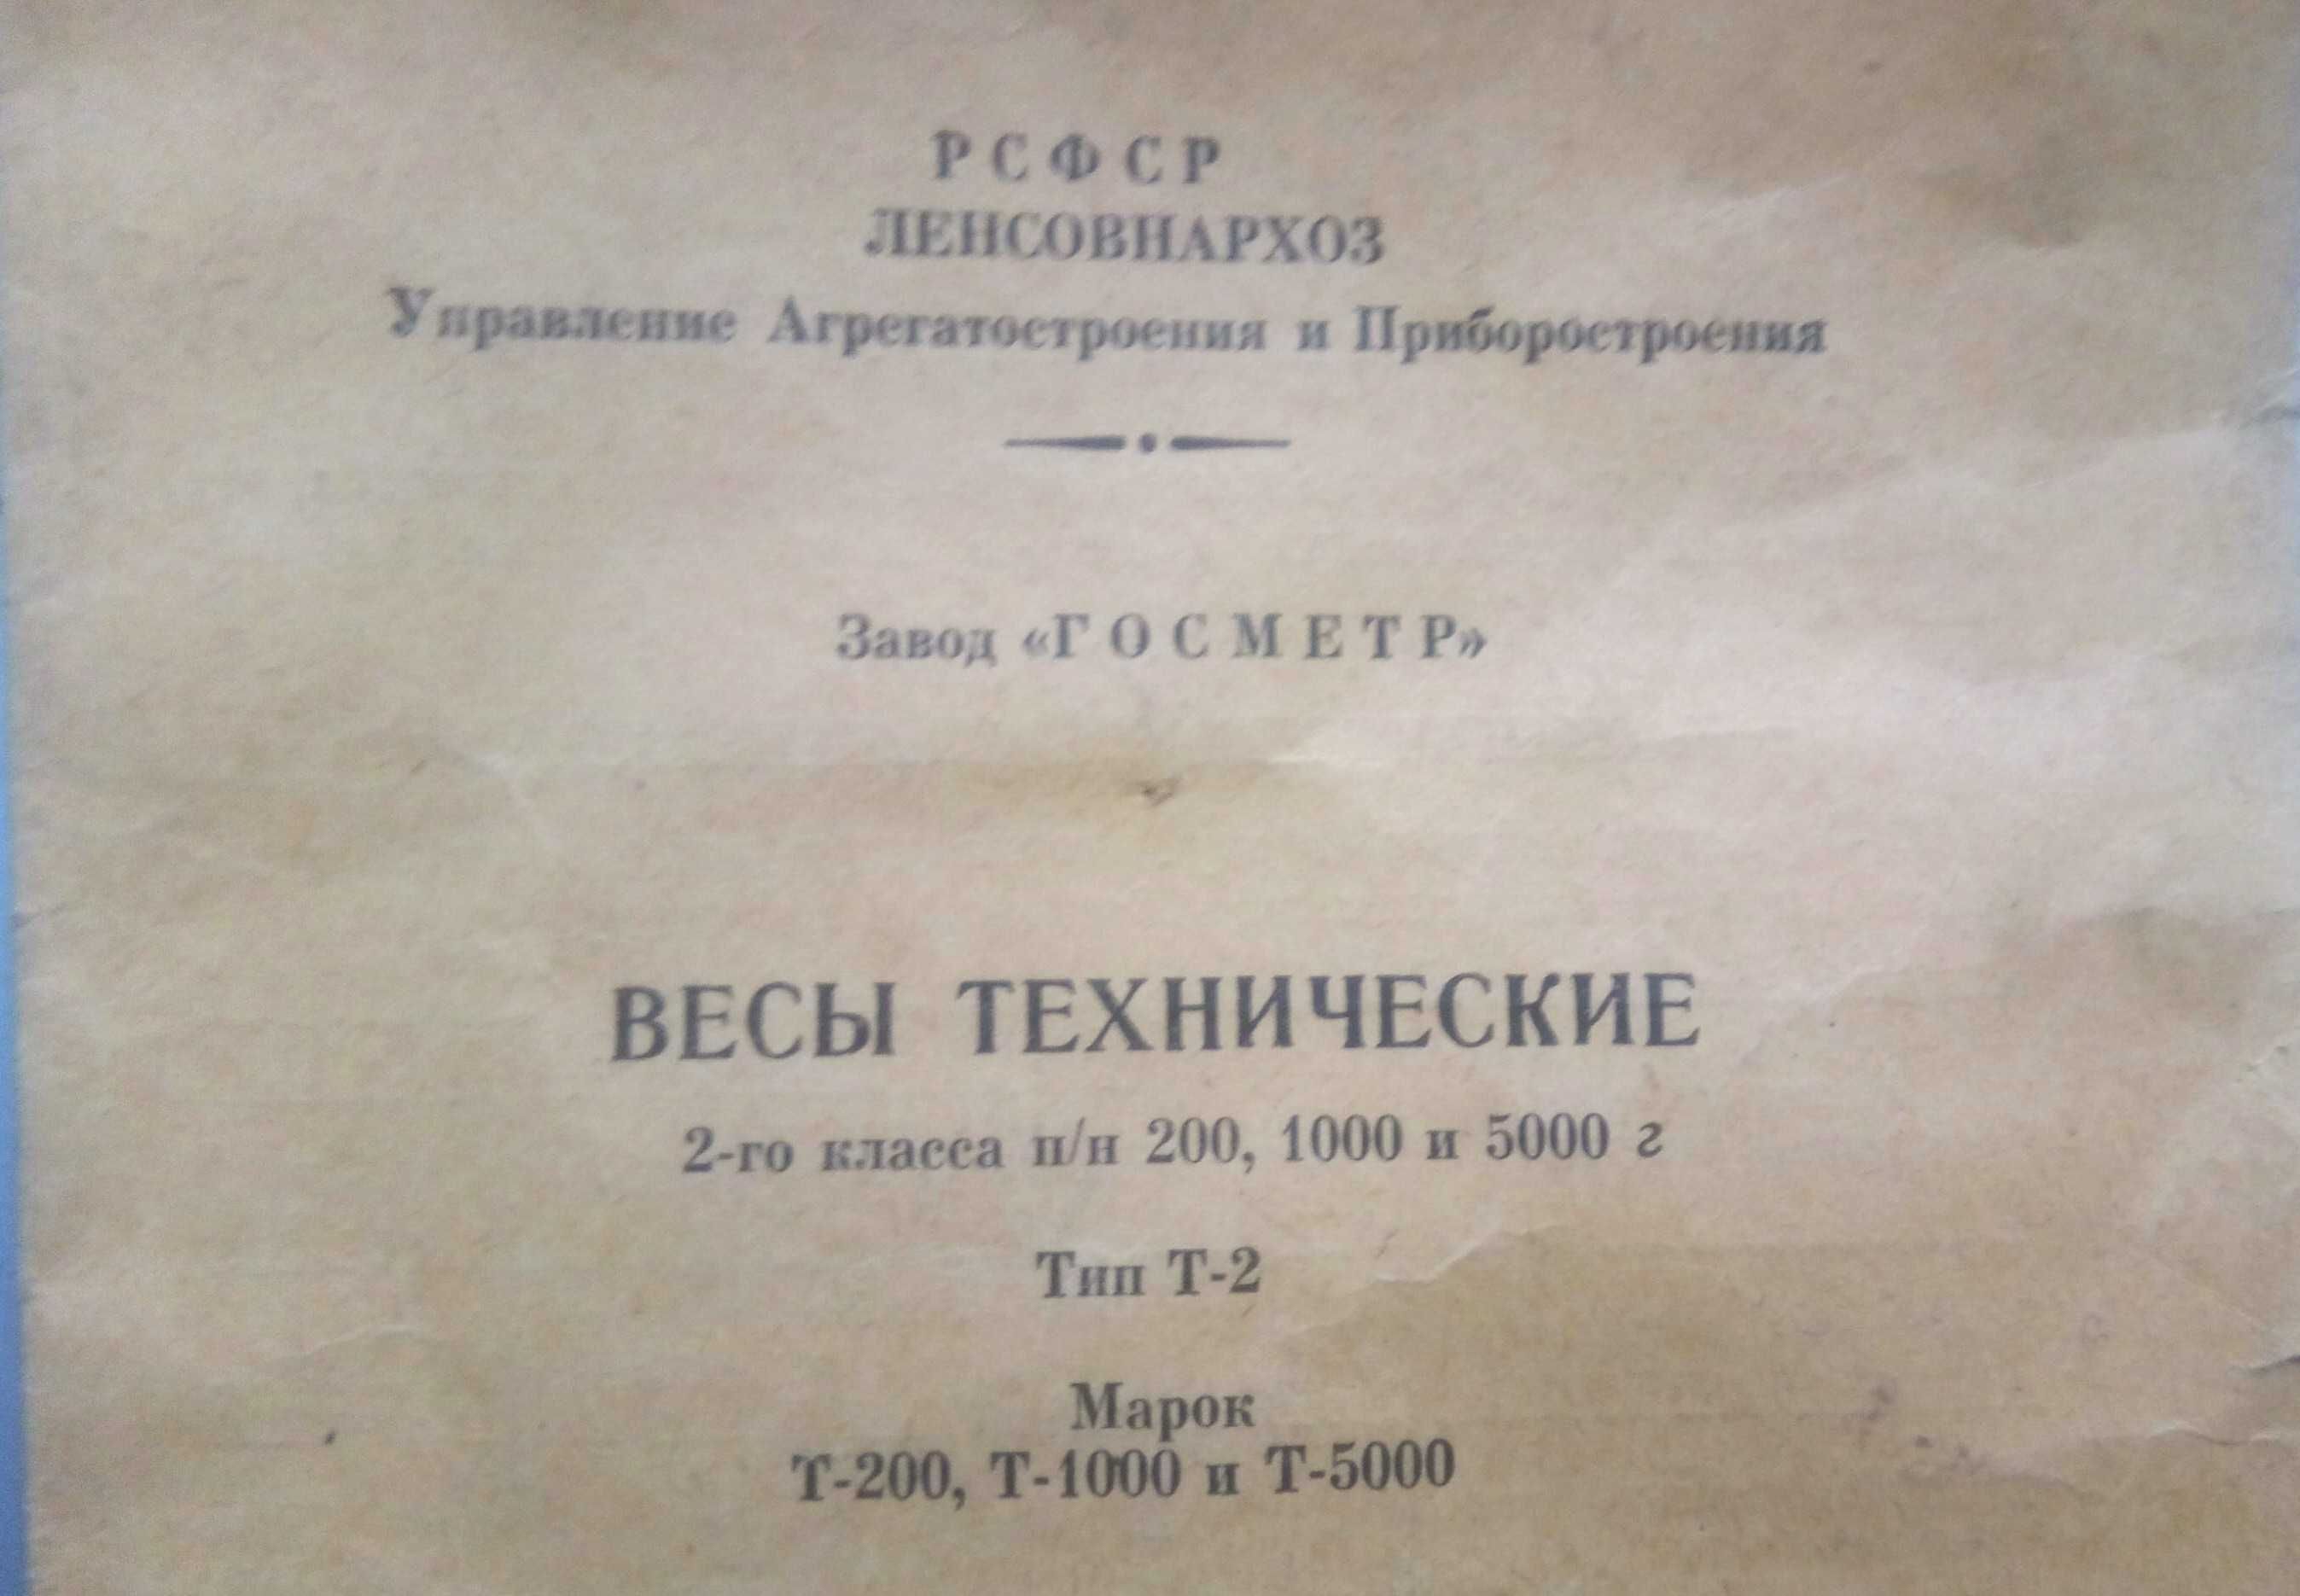 РСФСР
ЛЕНСОВНАРХОЗ
Управление Агрегатостроения и Приборостроения
Завод «ГОСМЕТР»
ВЕСЫ ТЕХНИЧЕСКИЕ
2-го класса п/н 200, 1000 и 5000 г
Тип Т-2
Марок
Т-200, Т-1000 и Т-5000